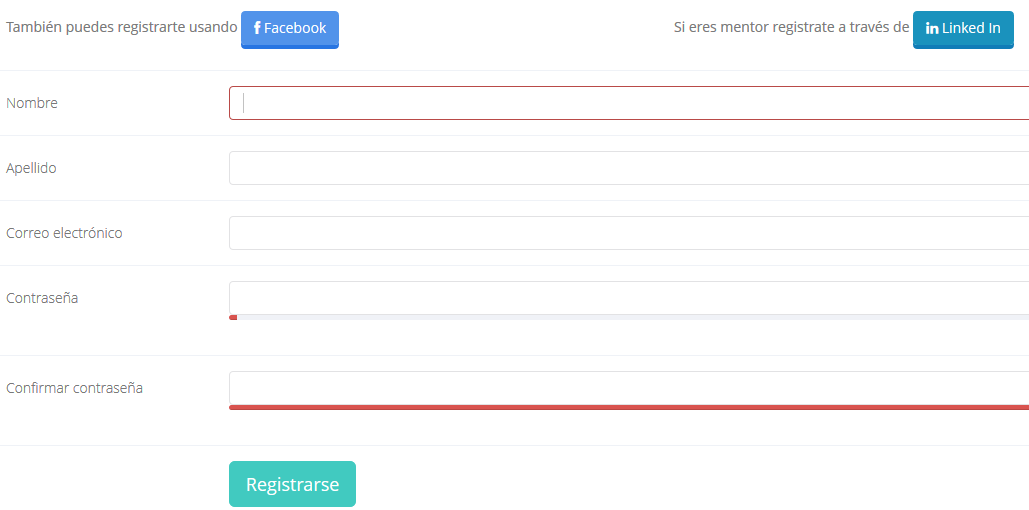 También puedes registrarte usando Facebook
Si eres mentor registrate a través de Linked In
Nombre
Apellido
Correo electrónico
Contraseña
Confirmar contraseña
Registrarse